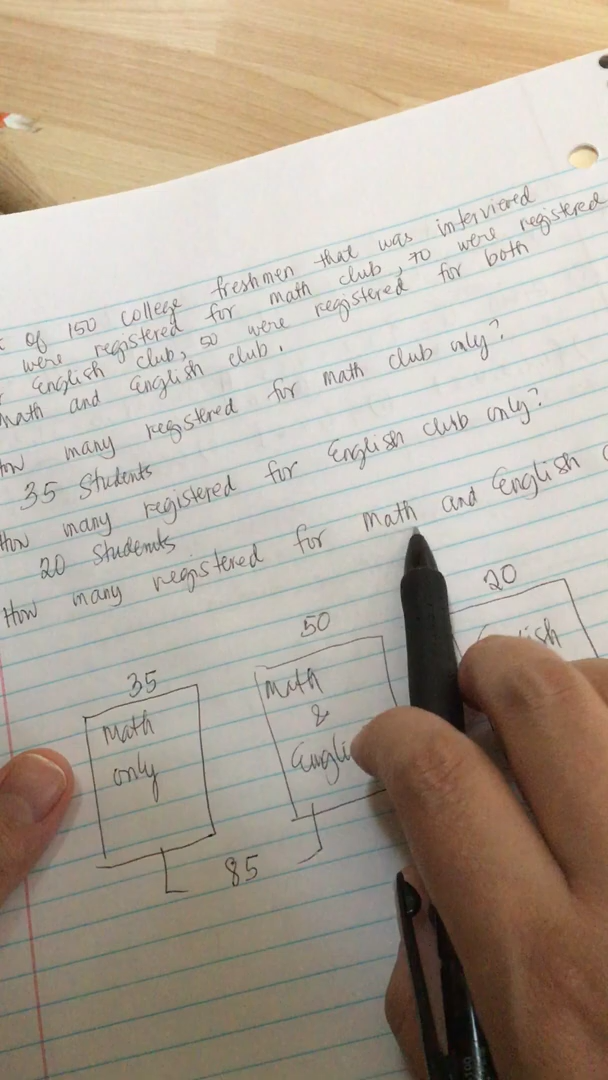 of 150 college freshmen that was interviered
were registered for math club, 70 were registered
English club, 50 were registered for both
math and English club.
How many registered for math club only?
35 Students
How many registered for English club only?
20 Students
How many registered for Math and English
20
50
35
Math
&
Math
only
85